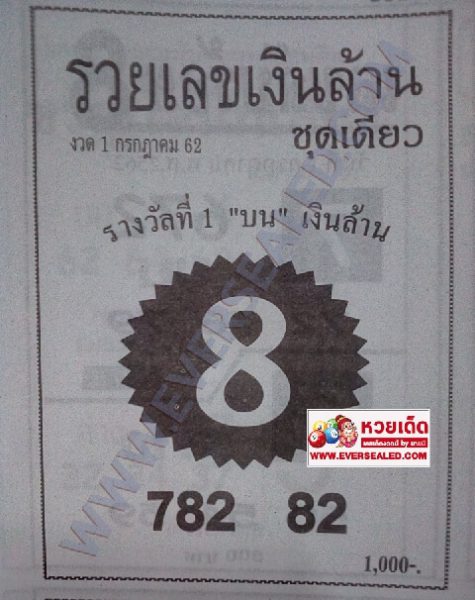 รวยเลขเงินล้าน
งวด 1 กรกฎาคม 62 ชุดเดียว
รางวัลที่ 1 "บน" เงินล้าน
8
หวยเด็ด
WWW.EVERSEALED.COM
782 82
1,000-.
WWW.EVERSEALED.COM